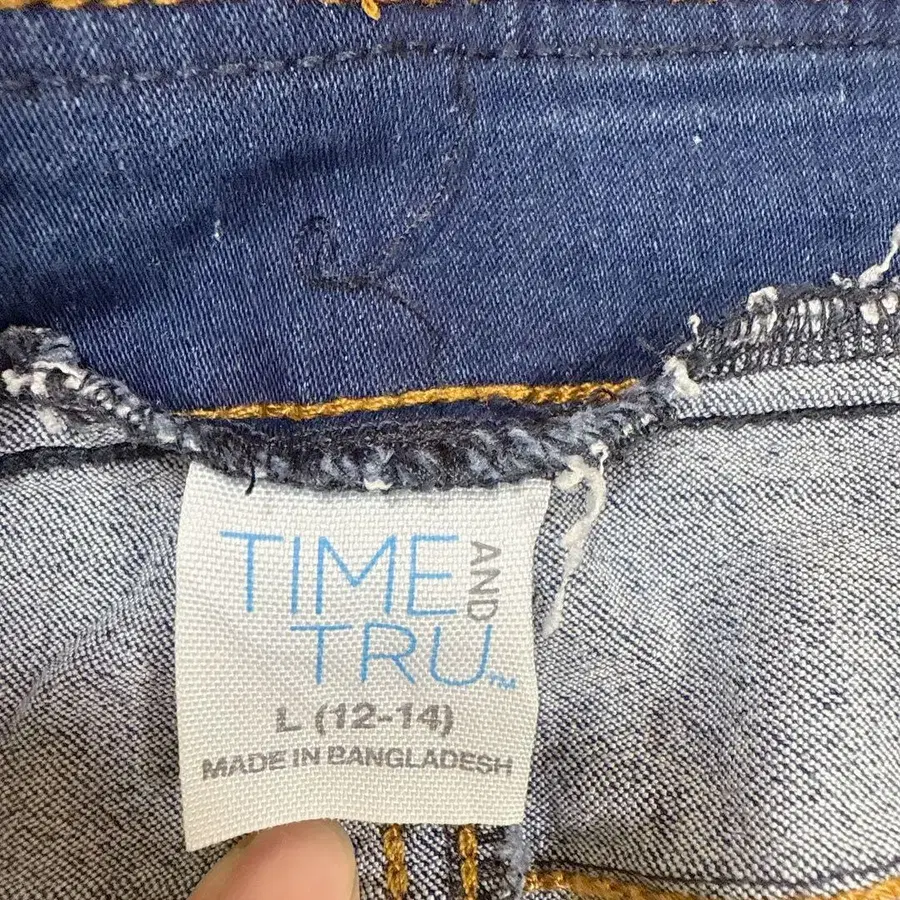 TIME AND
TRU™
L (12-14)
MADE IN BANGLADESH